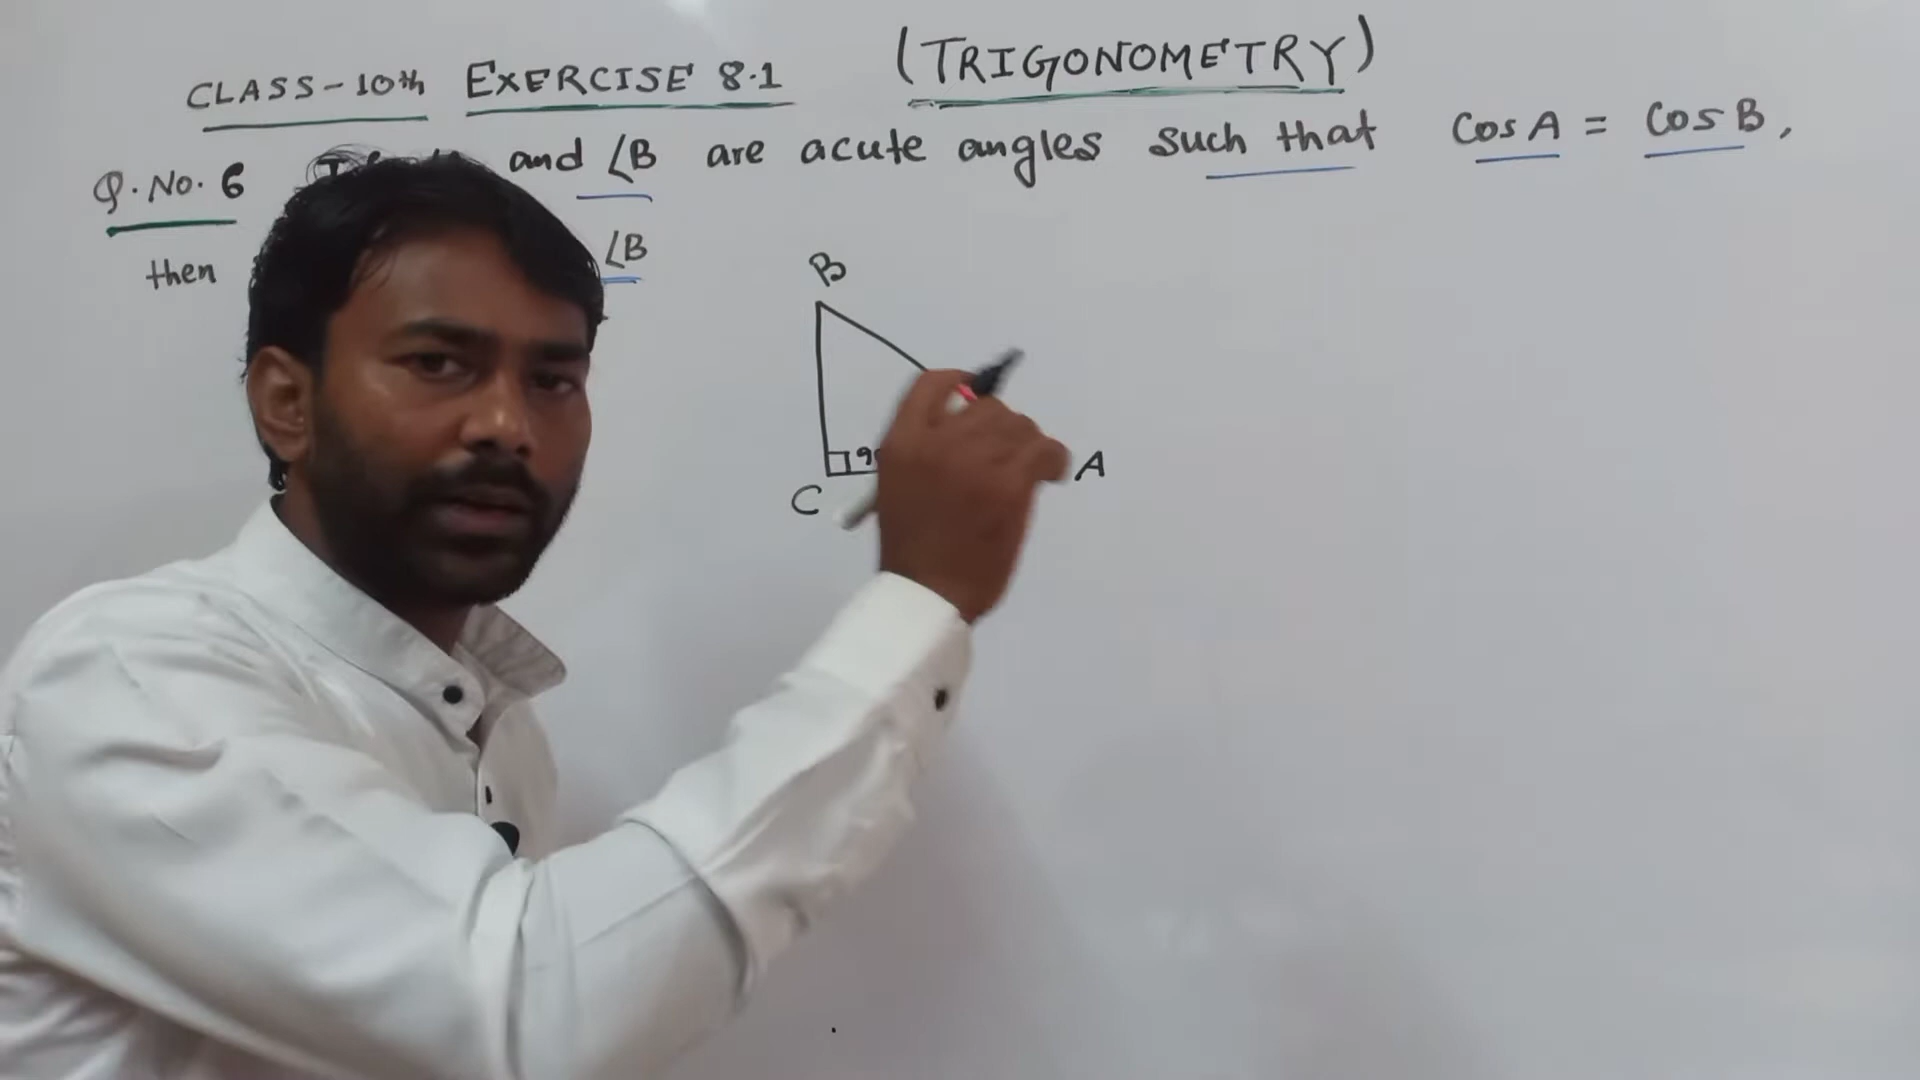 CLASS-10th EXERCISE 8.1 (TRIGONOMETRY)
Q.No.6 and ∠B are acute angles such that Cos A = Cos B,
then ∠B
B
C
A